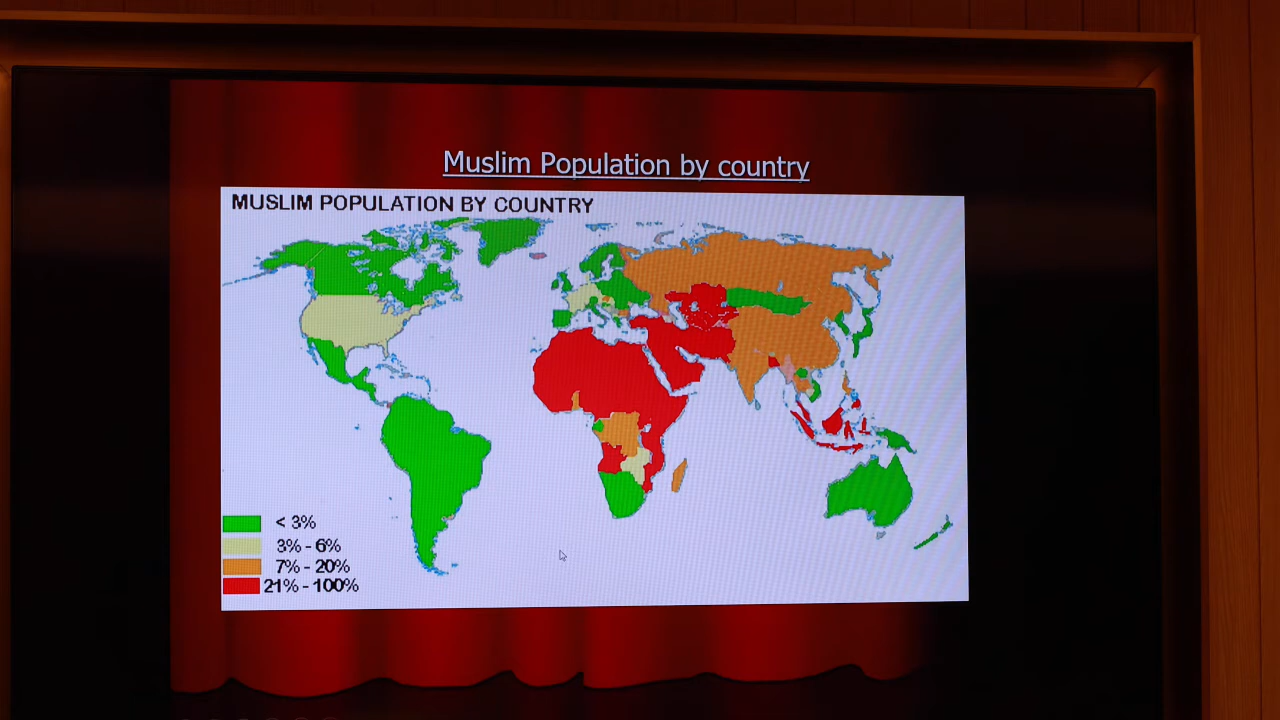 Muslim Population by country
MUSLIM POPULATION BY COUNTRY
< 3%
3% - 6%
7% - 20%
21% - 100%